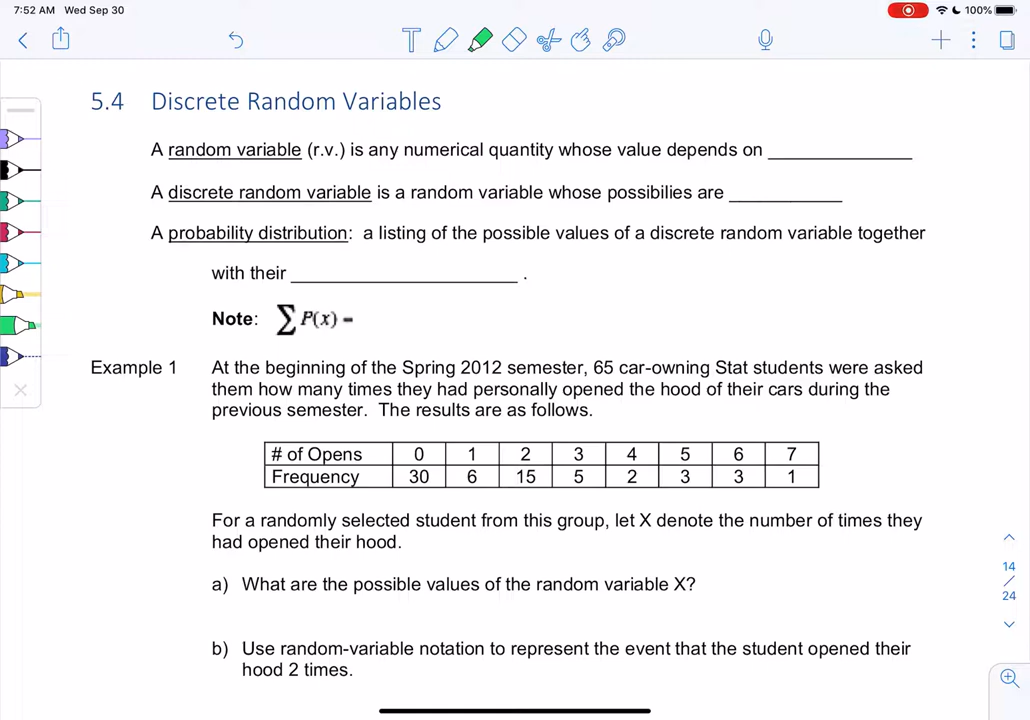 7:52 AM Wed Sep 30
100%
5.4 Discrete Random Variables
A random variable (r.v.) is any numerical quantity whose value depends on _______________
A discrete random variable is a random variable whose possibilies are ____________
A probability distribution: a listing of the possible values of a discrete random variable together
with their ________________________ .
Note: ∑P(x) =
Example 1 At the beginning of the Spring 2012 semester, 65 car-owning Stat students were asked
them how many times they had personally opened the hood of their cars during the
previous semester. The results are as follows.
# of Opens 0 1 2 3 4 5 6 7
Frequency 30 6 15 5 2 3 3 1
For a randomly selected student from this group, let X denote the number of times they
had opened their hood.
14
/
24
a) What are the possible values of the random variable X?
b) Use random-variable notation to represent the event that the student opened their
hood 2 times.